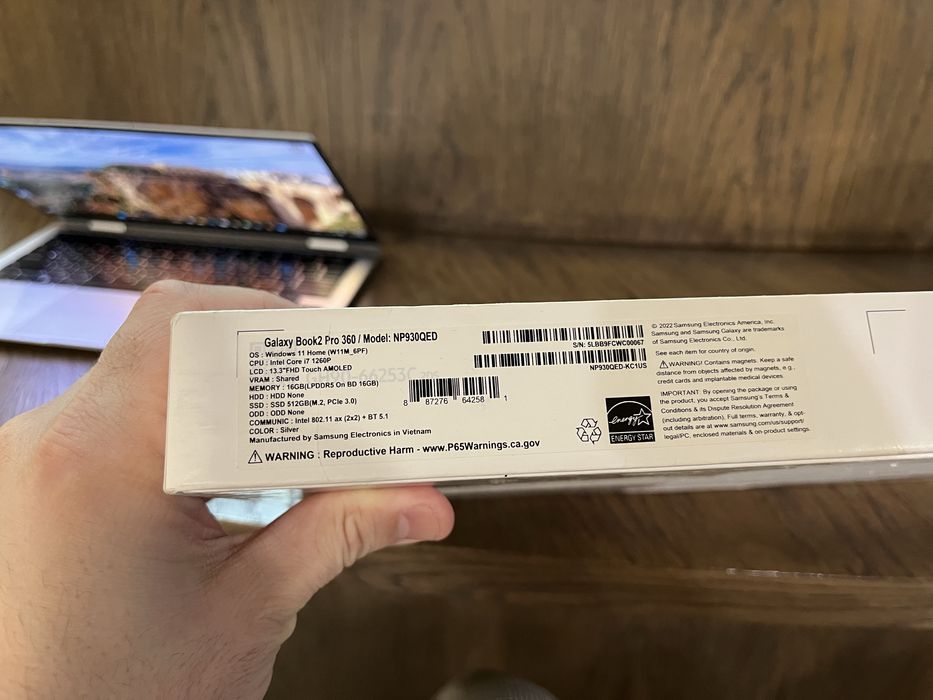 Galaxy Book2 Pro 360 / Model: NP930QED
OS : Windows 11 Home (W11M_6PF)
CPU : Intel Core i7 1260P
LCD : 13.3"FHD Touch AMOLED
VRAM : Shared
MEMORY : 16GB(LPDDR5 On BD 16GB)
HDD : HDD None
SSD : SSD 512GB(M.2, PCIe 3.0)
ODD : ODD None
COMMUNIC : Intel 802.11 ax (2x2) + BT 5.1
COLOR : Silver
Manufactured by Samsung Electronics in Vietnam
WARNING : Reproductive Harm - www.P65Warnings.ca.gov
8 87276 64258 1
S/N: 5LBB9FCWC00067
NP930QED-KC1US
energy
ENERGY STAR
© 2022 Samsung Electronics America, Inc.
Samsung and Samsung Galaxy are trademarks
of Samsung Electronics Co., Ltd.
See each item for country of origin.
WARNING! Contains magnets. Keep a safe
distance from objects affected by magnets, e.g.,
credit cards and implantable medical devices.
IMPORTANT: By opening the package or using
the product, you accept Samsung's Terms &
Conditions & its Dispute Resolution Agreement
(including arbitration). Full terms, warranty, & opt-
out details are at www.samsung.com/us/support/
legal/PC, enclosed materials & on-product settings.